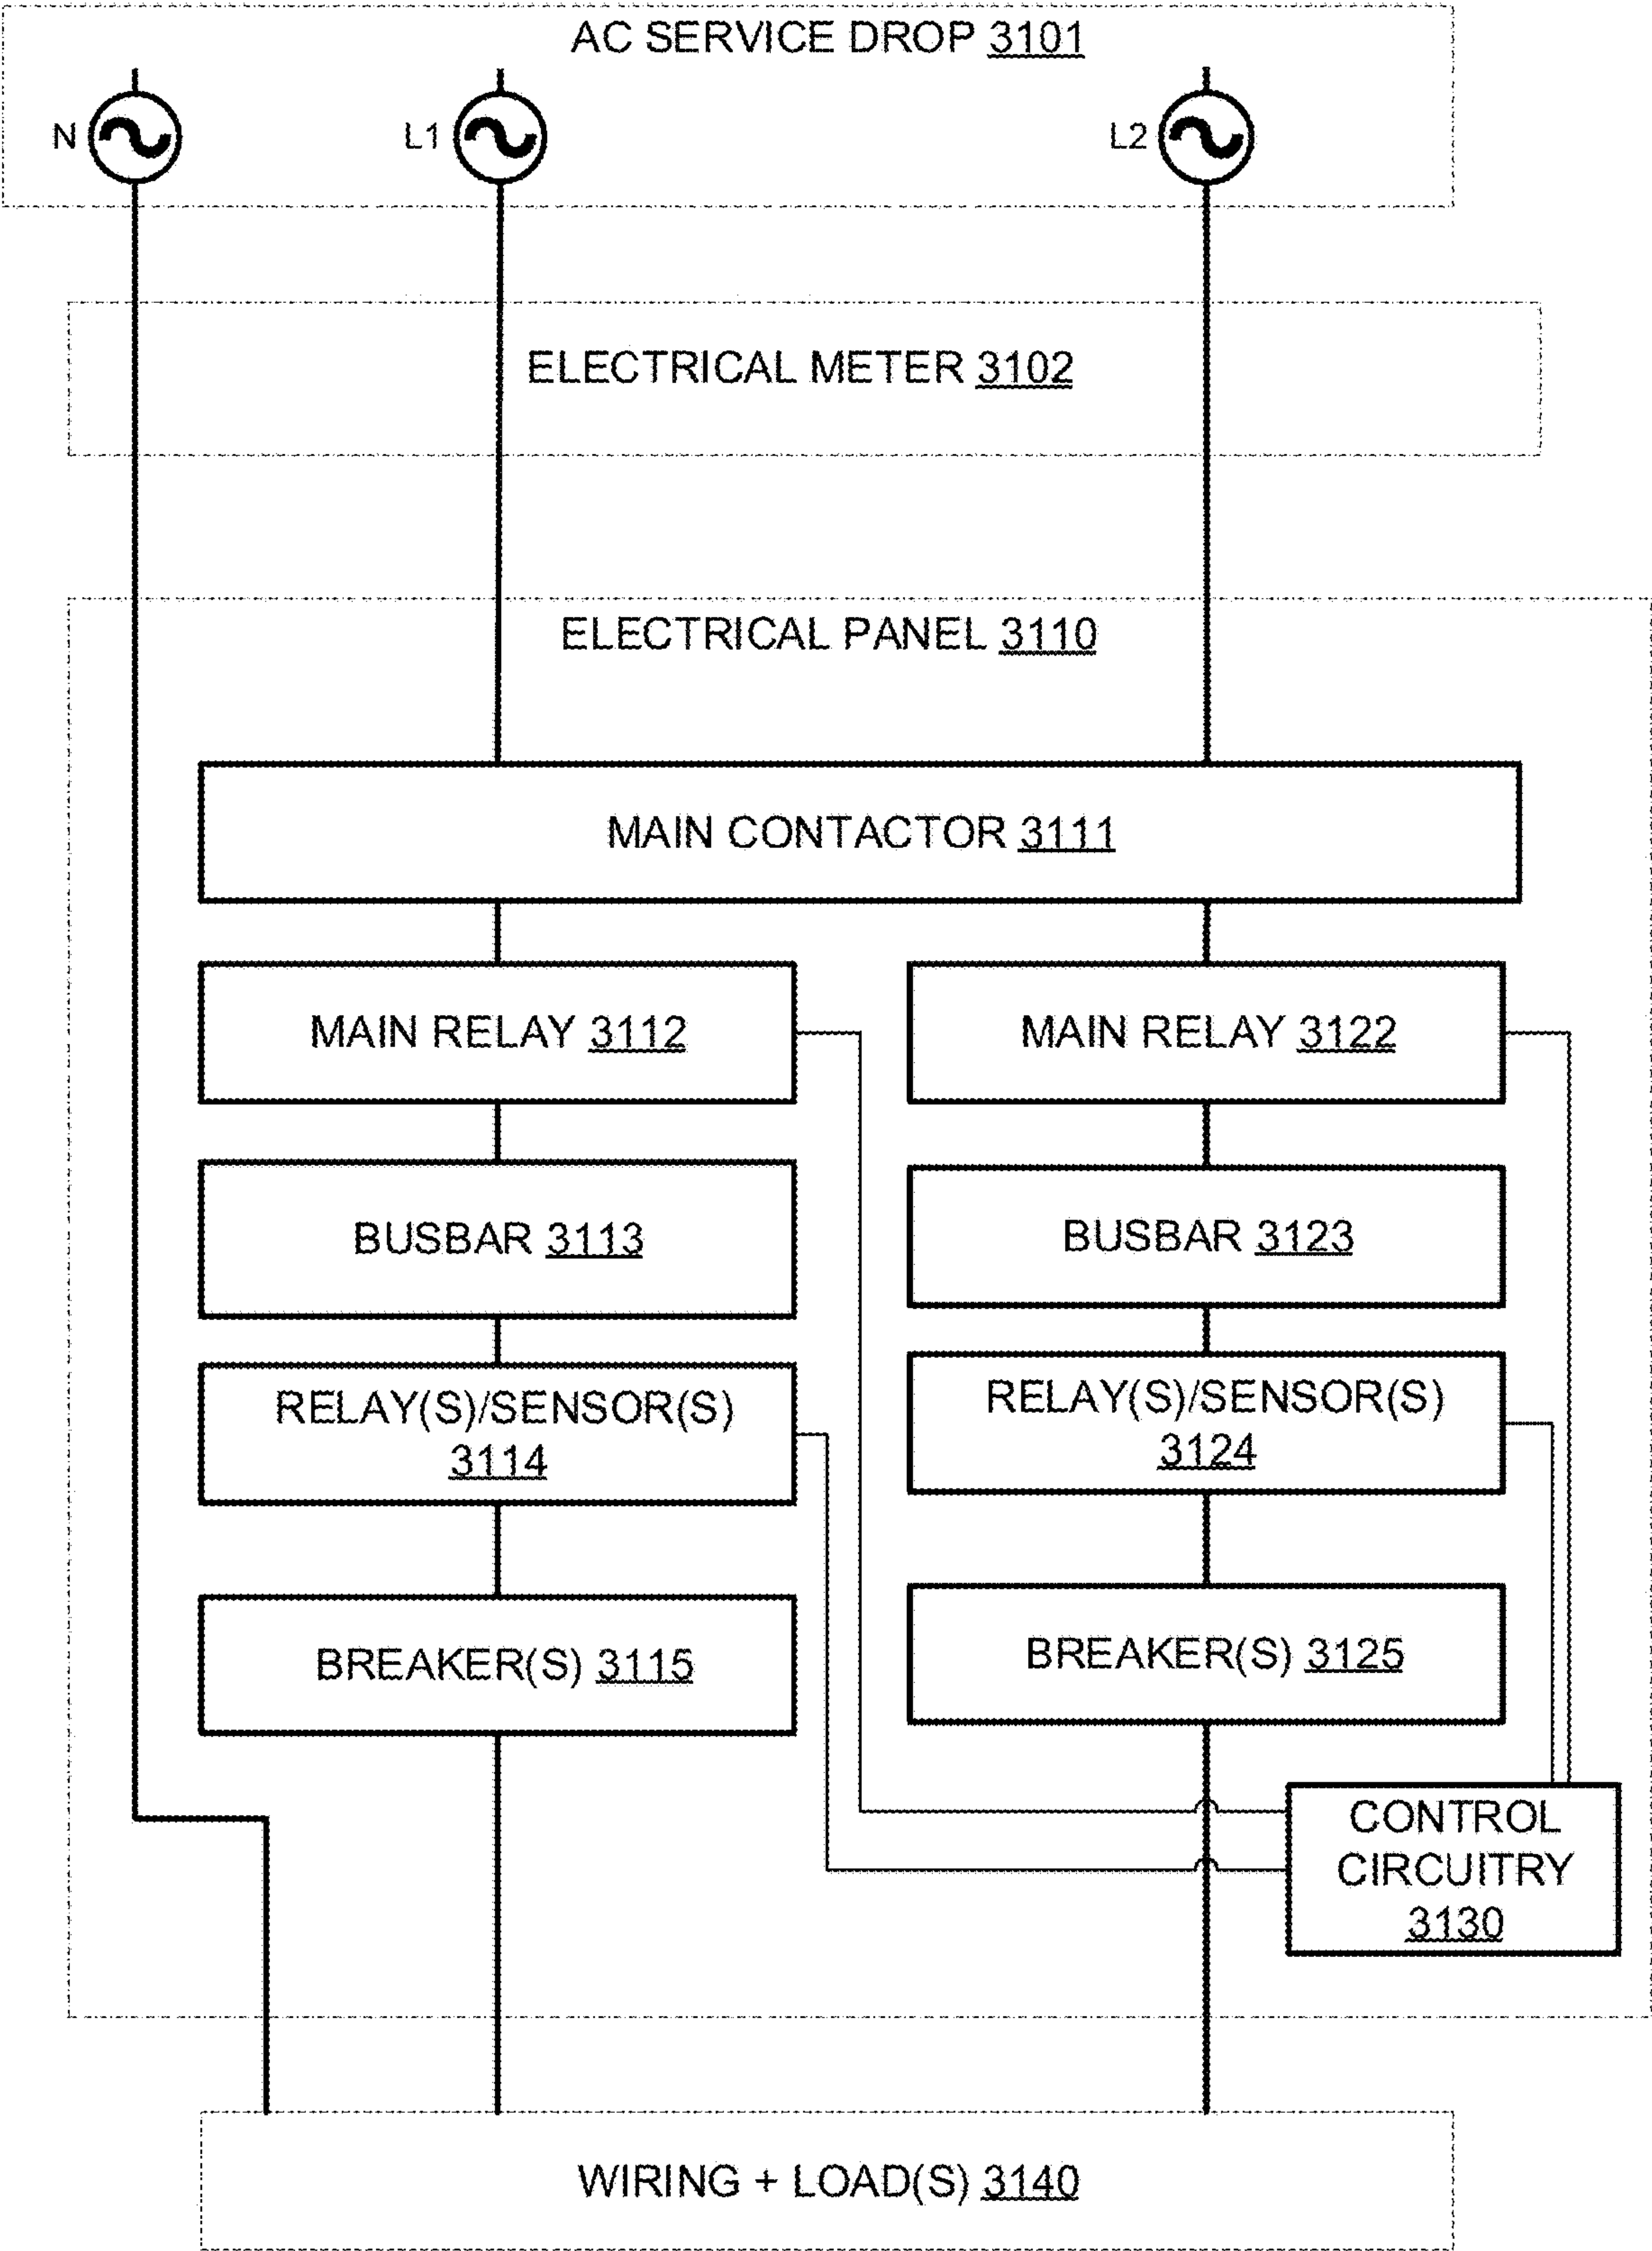 AC SERVICE DROP 3101
N
L1
L2
ELECTRICAL METER 3102
ELECTRICAL PANEL 3110
MAIN CONTACTOR 3111
MAIN RELAY 3112
MAIN RELAY 3122
BUSBAR 3113
BUSBAR 3123
RELAY(S)/SENSOR(S)
3114
RELAY(S)/SENSOR(S)
3124
BREAKER(S) 3115
BREAKER(S) 3125
CONTROL
CIRCUITRY
3130
WIRING + LOAD(S) 3140